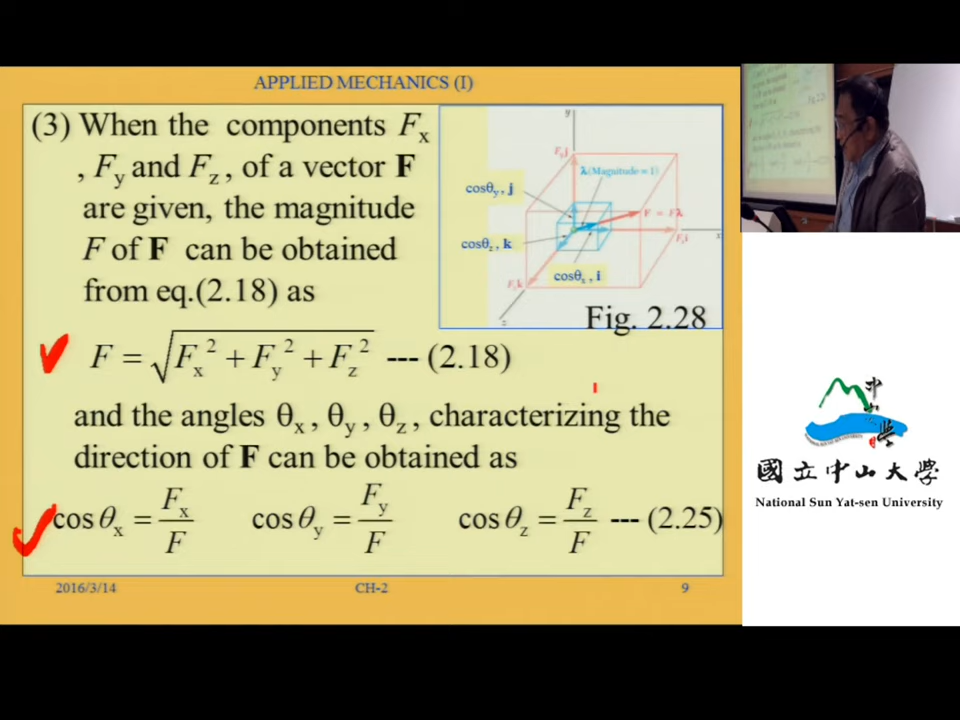 APPLIED MECHANICS (I)
(3) When the components Fx
, Fy and Fz , of a vector F
are given, the magnitude
F of F can be obtained
from eq.(2.18) as
y
Fyj
λ(Magnitude = 1)
cosθy, j
F = Fλ
x
cosθz, k
Fxi
cosθx, i
Fzk
z
Fig. 2.28
F = √(Fx² + Fy² + Fz²) --- (2.18)
and the angles θx , θy , θz , characterizing the
direction of F can be obtained as
cos θx = Fx/F cos θy = Fy/F cos θz = Fz/F --- (2.25)
2016/3/14 CH-2 9
國立中山大學
National Sun Yat-sen University